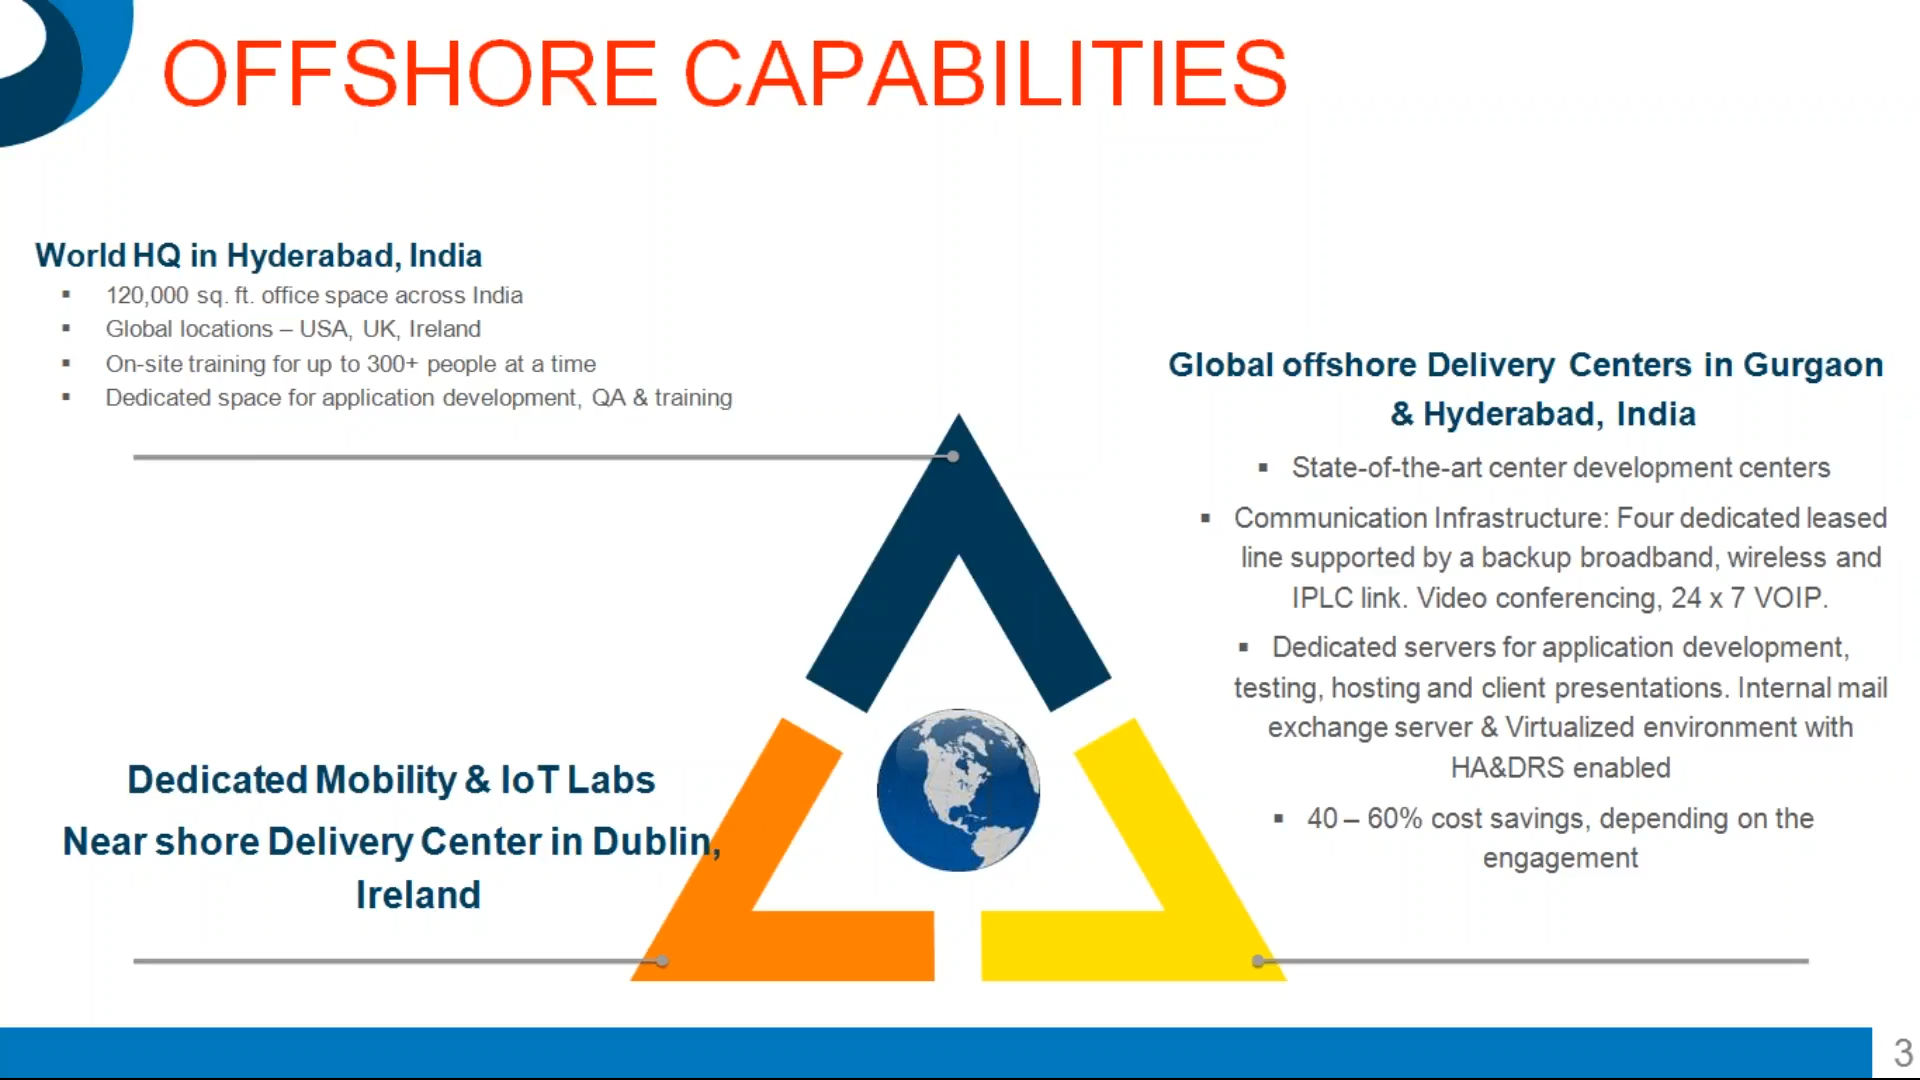 OFFSHORE CAPABILITIES
World HQ in Hyderabad, India
▪ 120,000 sq. ft. office space across India
▪ Global locations – USA, UK, Ireland
▪ On-site training for up to 300+ people at a time
▪ Dedicated space for application development, QA & training
Global offshore Delivery Centers in Gurgaon
& Hyderabad, India
▪ State-of-the-art center development centers
▪ Communication Infrastructure: Four dedicated leased
line supported by a backup broadband, wireless and
IPLC link. Video conferencing, 24 x 7 VOIP.
▪ Dedicated servers for application development,
testing, hosting and client presentations. Internal mail
exchange server & Virtualized environment with
HA&DRS enabled
▪ 40 – 60% cost savings, depending on the
engagement
Dedicated Mobility & IoT Labs
Near shore Delivery Center in Dublin,
Ireland
3